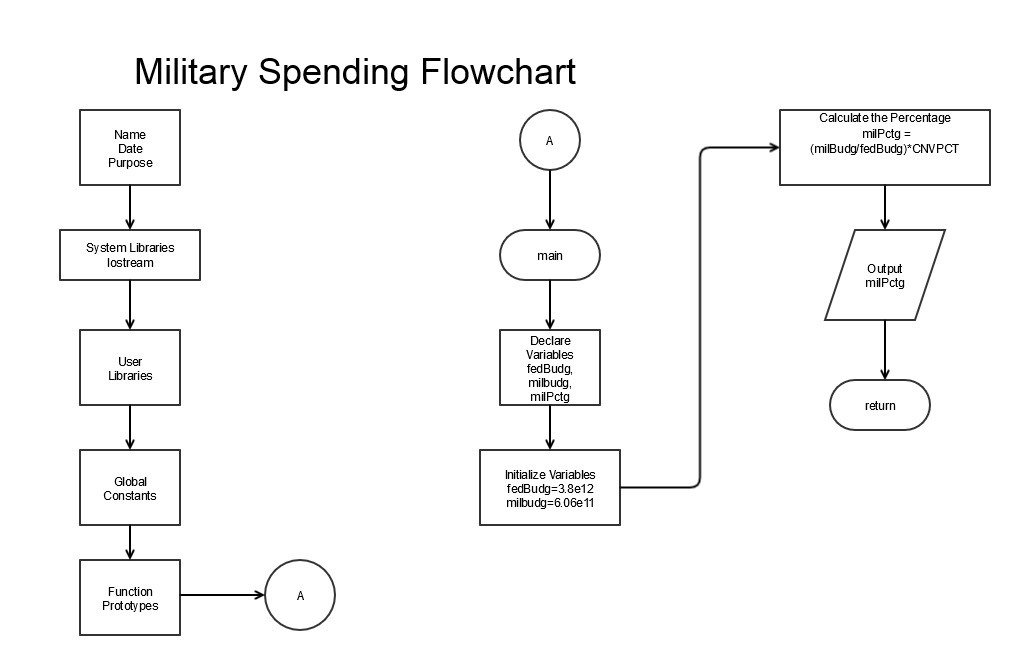 Military Spending Flowchart
Name
Date
Purpose
System Libraries
Iostream
User
Libraries
Global
Constants
Function
Prototypes
A
A
main
Declare
Variables
fedBudg,
milbudg,
milPctg
Initialize Variables
fedBudg=3.8e12
milbudg=6.06e11
Calculate the Percentage
milPctg =
(milBudg/fedBudg)*CNVPCT
Output
milPctg
return